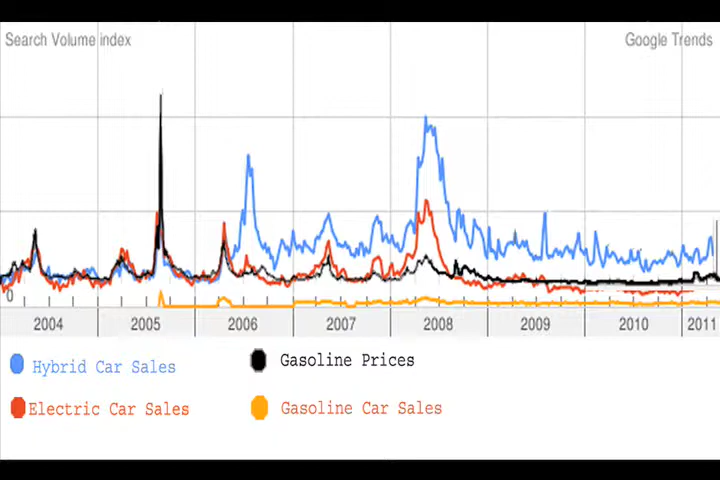 Search Volume index Google Trends
0
2004 2005 2006 2007 2008 2009 2010 2011
Hybrid Car Sales Gasoline Prices
Electric Car Sales Gasoline Car Sales